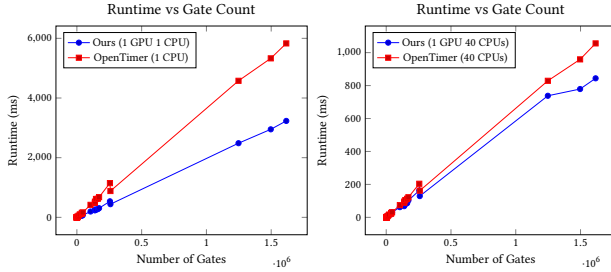 Runtime vs Gate Count
Ours (1 GPU 1 CPU)
OpenTimer (1 CPU)
6,000
4,000
2,000
0
Runtime (ms)
0
0.5
1
1.5
·10⁶
Number of Gates
Runtime vs Gate Count
Ours (1 GPU 40 CPUs)
OpenTimer (40 CPUs)
1,000
800
600
400
200
0
Runtime (ms)
0
0.5
1
1.5
·10⁶
Number of Gates